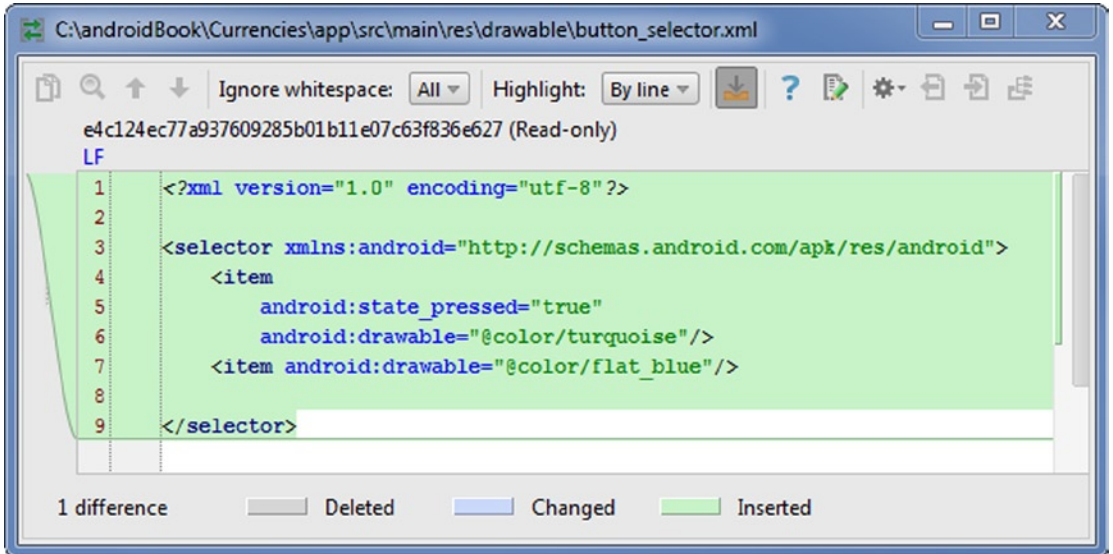 C:\androidBook\Currencies\app\src\main\res\drawable\button_selector.xml
Ignore whitespace: All Highlight: By line ?
e4c124ec77a937609285b01b11e07c63f836e627 (Read-only)
LF
1 <?xml version="1.0" encoding="utf-8"?>
2
3 <selector xmlns:android="http://schemas.android.com/apk/res/android">
4 <item
5 android:state_pressed="true"
6 android:drawable="@color/turquoise"/>
7 <item android:drawable="@color/flat_blue"/>
8
9 </selector>
1 difference Deleted Changed Inserted